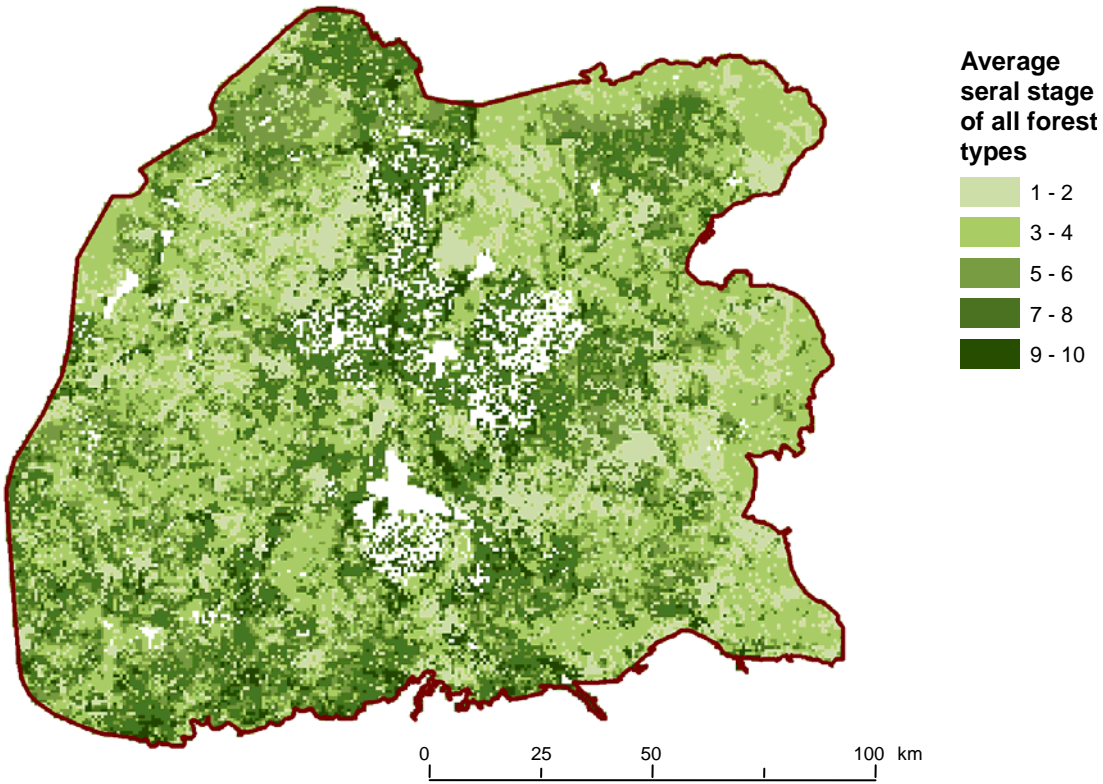 Average
seral stage
of all forest
types
1 - 2
3 - 4
5 - 6
7 - 8
9 - 10
0 25 50 100 km